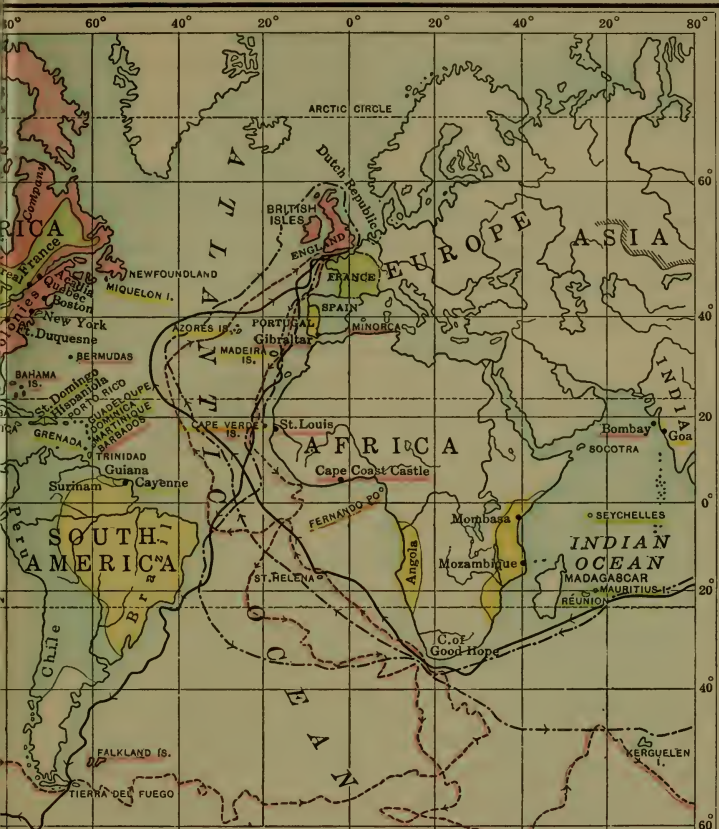 80° 60° 40° 20° 0° 20° 40° 60° 80°
ARCTIC CIRCLE
60°
Company
Dutch Republic
BRITISH
ISLES
ENGLAND
ATLANTIC
OCEAN
EUROPE
ASIA
RICA
France
real
Acadia
Quebec
Boston
New York
Duquesne
olonies
NEWFOUNDLAND
MIQUELON I.
FRANCE
SPAIN
PORTUGAL
Gibraltar
MINORCA
AZORES IS.
MADEIRA
IS.
40°
BERMUDAS
BAHAMA
IS.
St. Domingo
Hispaniola
PORTO RICO
GUADELOUPE
DOMINICA
MARTINIQUE
BARBADOS
GRENADA
TRINIDAD
CAPE VERDE
IS.
St. Louis
AFRICA
Cape Coast Castle
INDIA
20°
Bombay
Goa
SOCOTRA
Guiana
Surinam
Cayenne
FERNANDO PO
0°
Mombasa
SEYCHELLES
Peru
SOUTH
AMERICA
Brazil
Angola
Mozambique
INDIAN
OCEAN
MADAGASCAR
MAURITIUS I.
RÉUNION
ST. HELENA
20°
Chile
C. of
Good Hope
40°
FALKLAND IS.
KERGUELEN
I.
TIERRA DEL FUEGO
60°